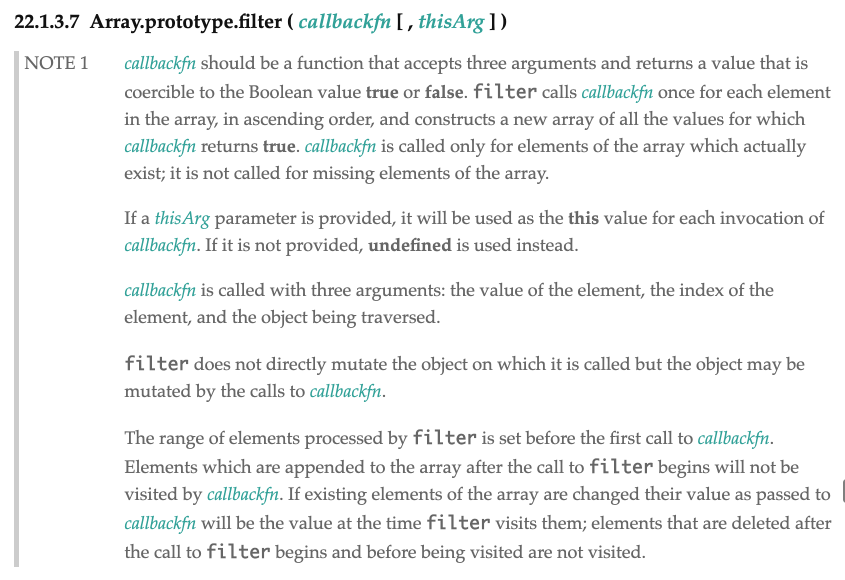 22.1.3.7 Array.prototype.filter ( callbackfn [ , thisArg ] )
NOTE 1 callbackfn should be a function that accepts three arguments and returns a value that is
coercible to the Boolean value true or false. filter calls callbackfn once for each element
in the array, in ascending order, and constructs a new array of all the values for which
callbackfn returns true. callbackfn is called only for elements of the array which actually
exist; it is not called for missing elements of the array.
If a thisArg parameter is provided, it will be used as the this value for each invocation of
callbackfn. If it is not provided, undefined is used instead.
callbackfn is called with three arguments: the value of the element, the index of the
element, and the object being traversed.
filter does not directly mutate the object on which it is called but the object may be
mutated by the calls to callbackfn.
The range of elements processed by filter is set before the first call to callbackfn.
Elements which are appended to the array after the call to filter begins will not be
visited by callbackfn. If existing elements of the array are changed their value as passed to
callbackfn will be the value at the time filter visits them; elements that are deleted after
the call to filter begins and before being visited are not visited.